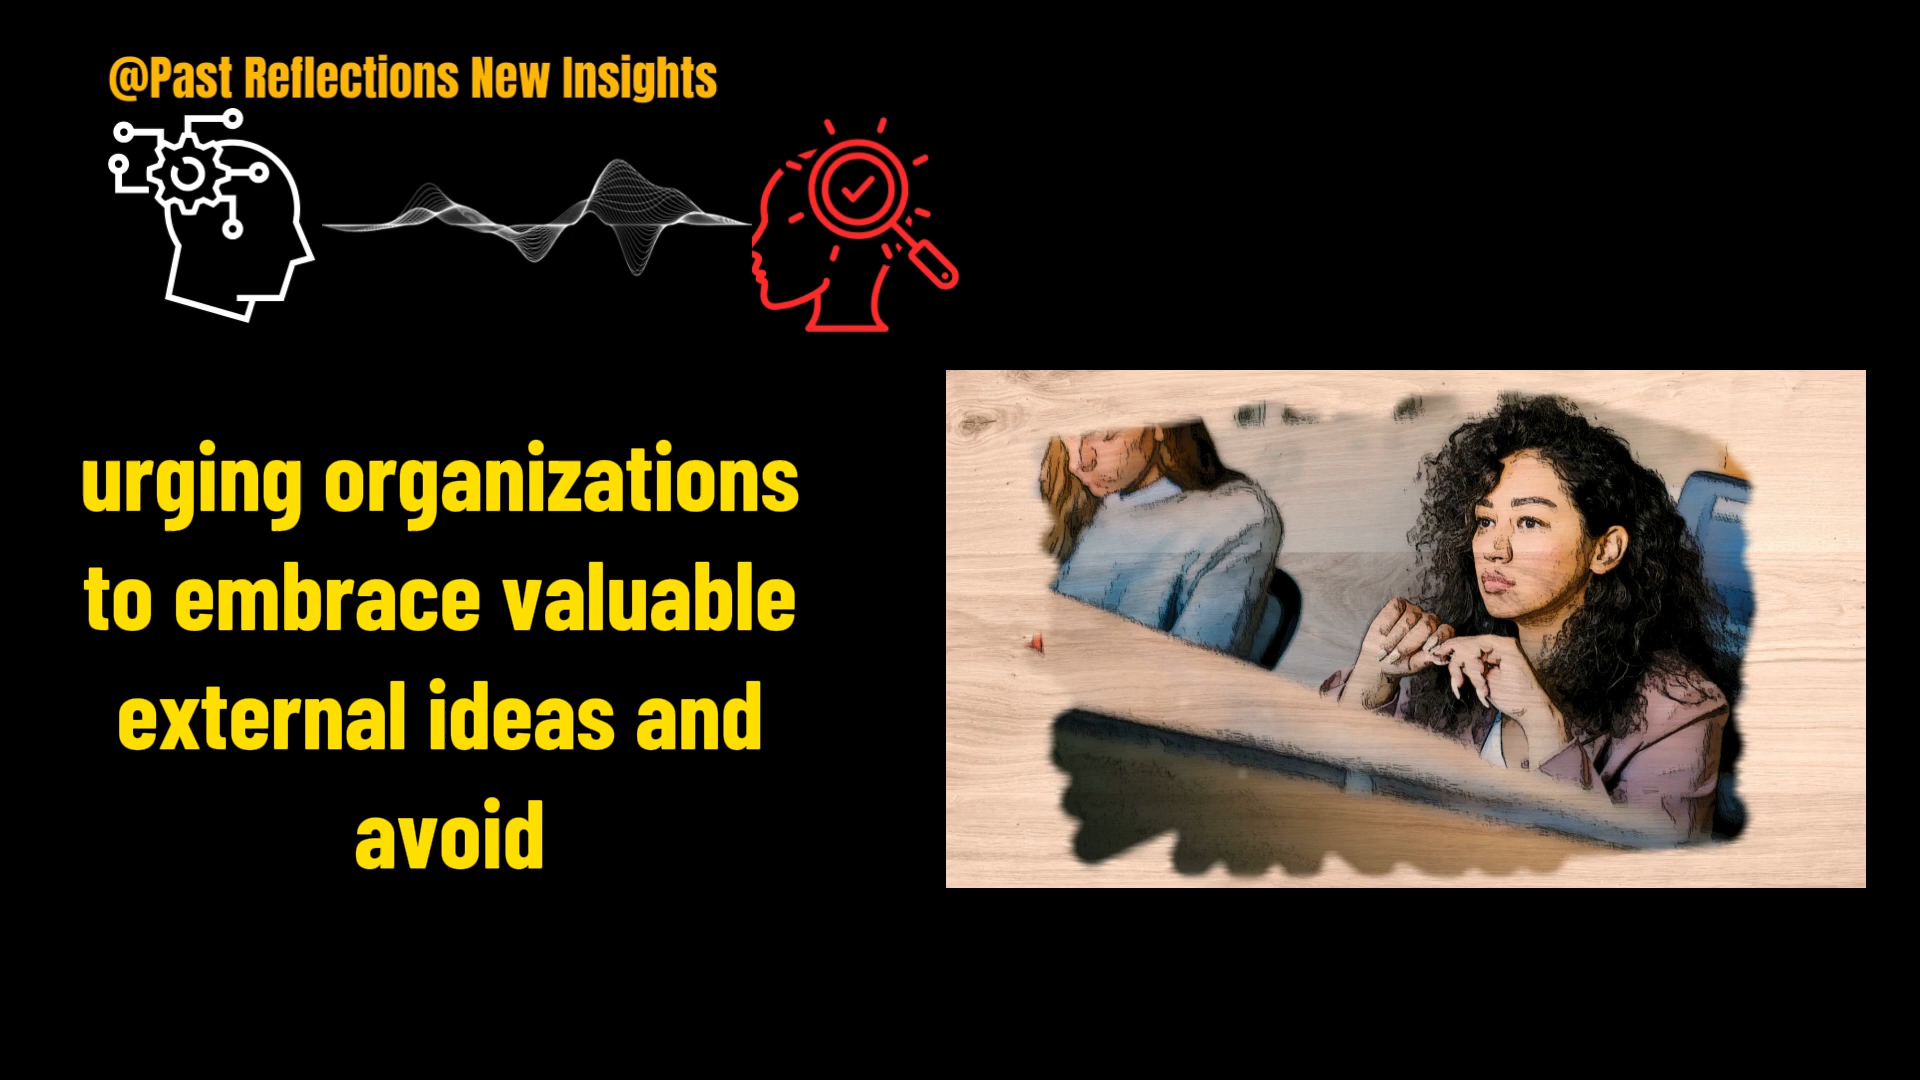 @Past Reflections New Insights
urging organizations
to embrace valuable
external ideas and
avoid